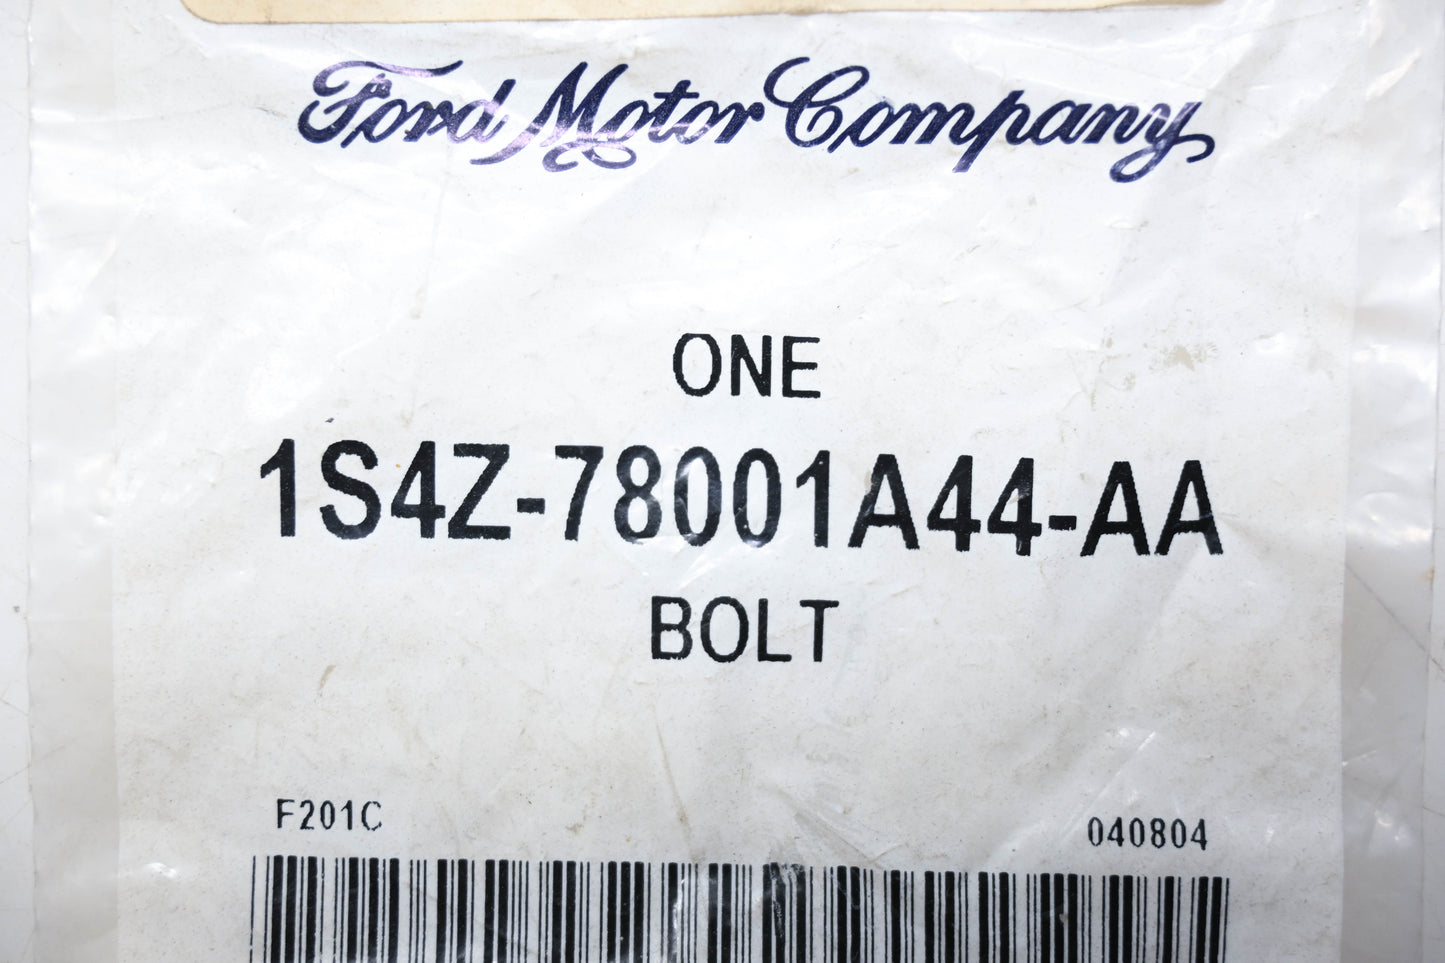 Ford Motor Company
ONE
1S4Z-78001A44-AA
BOLT
F201C 040804